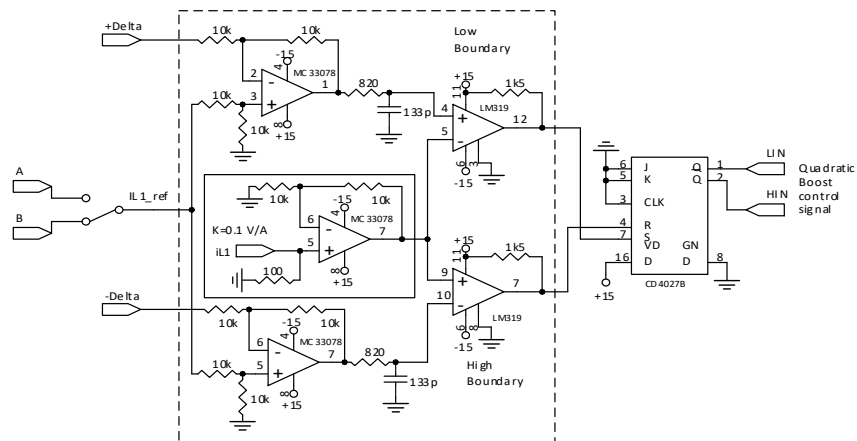 +Delta
10k
10k
-15
4
MC 33078
2
-
3
+
1
8
+15
10k
10k
820
133p
Low
Boundary
+15
11
1k5
4
+
5
-
LM319
12
6
3
-15
A
B
IL1_ref
10k
10k
-15
4
MC 33078
K=0.1 V/A
iL1
6
-
5
+
7
100
8
+15
+15
11
1k5
9
+
10
-
7
6
8
LM319
-15
High
Boundary
-Delta
10k
10k
-15
4
MC 33078
6
-
5
+
7
10k
10k
8
+15
820
133p
6
J
5
K
3
CLK
4
R
7
S
VD
D
16
+15
Q
1
Q
2
GN
D
8
CD4027B
LIN
HIN
Quadratic
Boost
control
signal